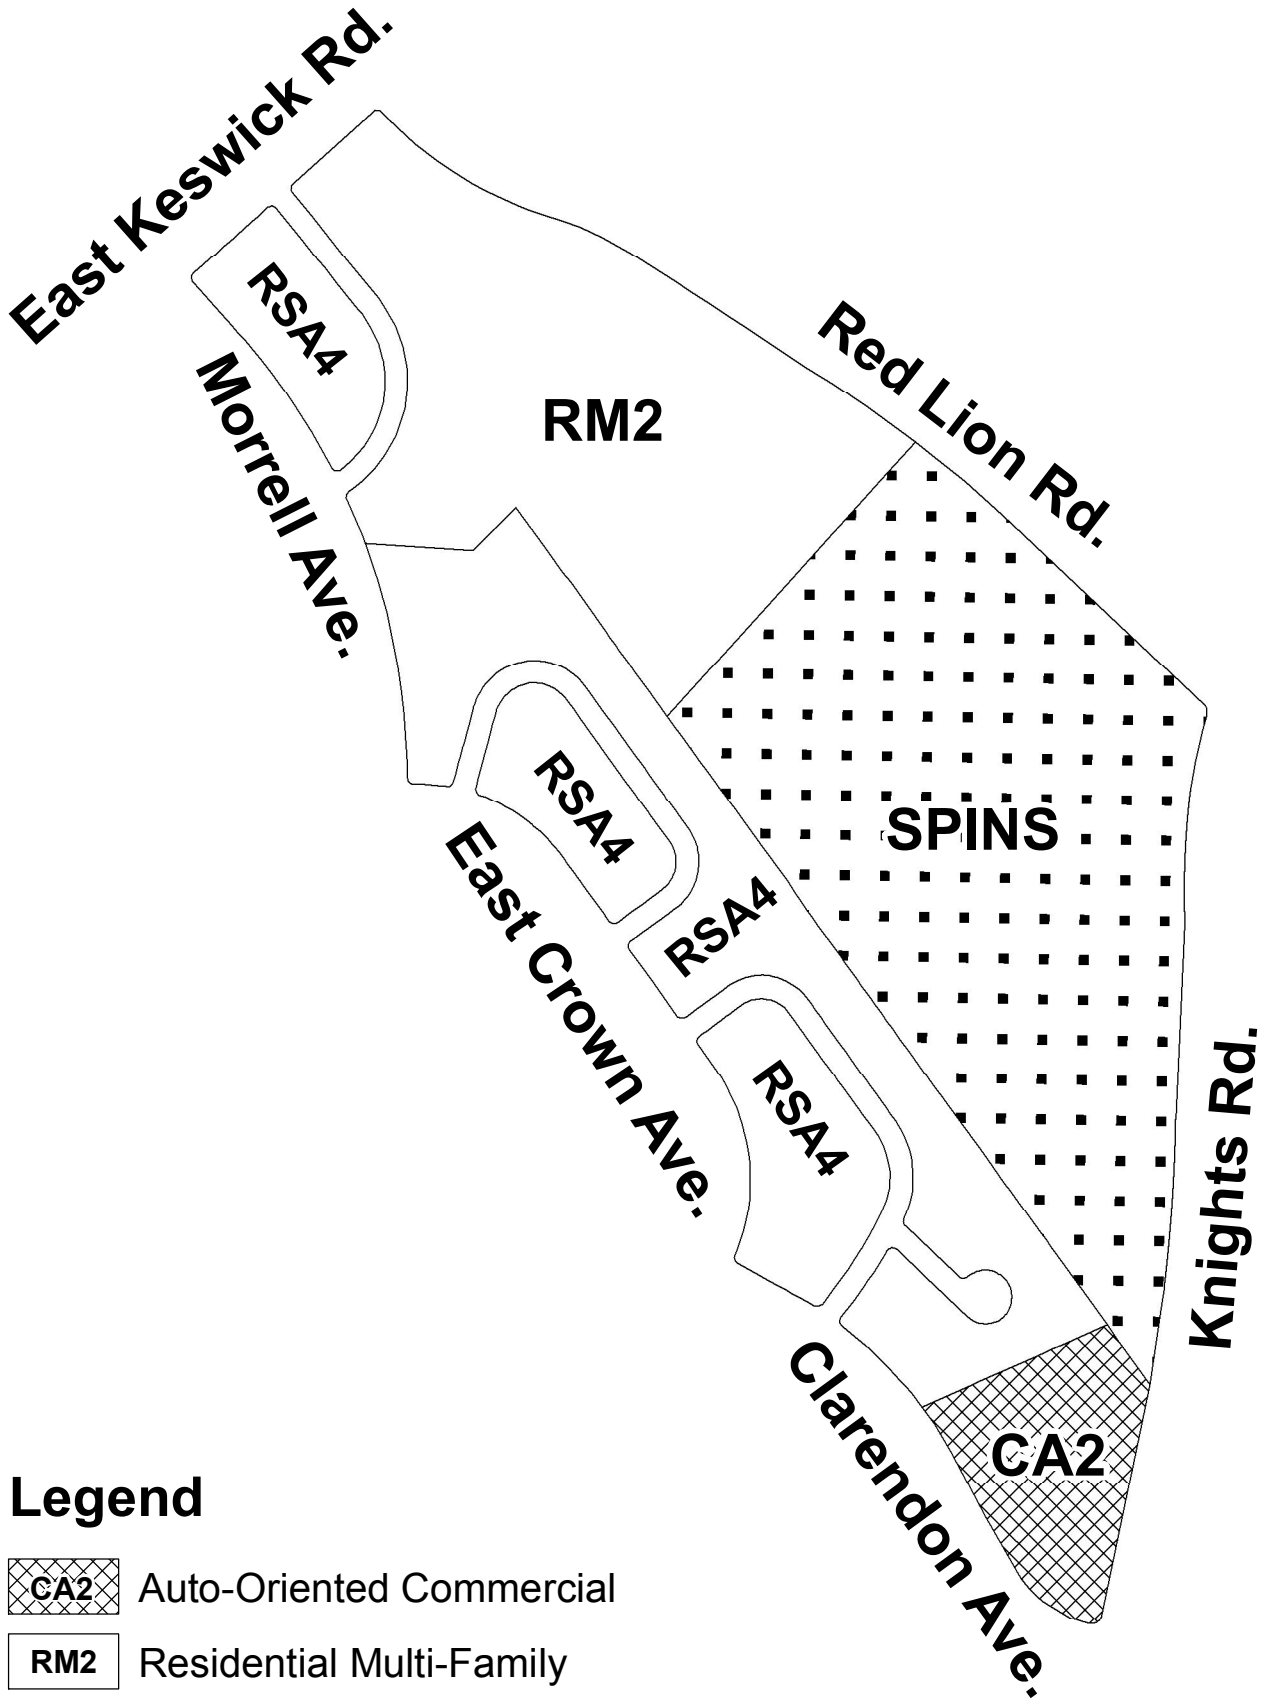 East Keswick Rd.
RSA4
Morrell Ave.
RM2
Red Lion Rd.
RSA4
SPINS
East Crown Ave.
RSA4
RSA4
Knights Rd.
Clarendon Ave.
CA2
Legend
CA2 Auto-Oriented Commercial
RM2 Residential Multi-Family